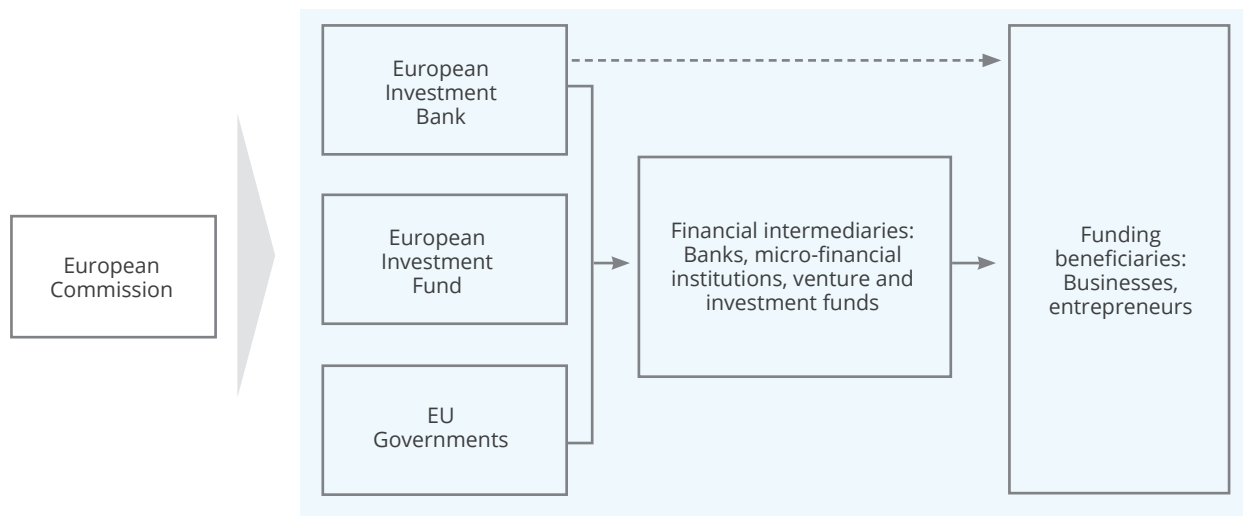 European
Commission
European
Investment
Bank
European
Investment
Fund
EU
Governments
Financial intermediaries:
Banks, micro-financial
institutions, venture and
investment funds
Funding
beneficiaries:
Businesses,
entrepreneurs